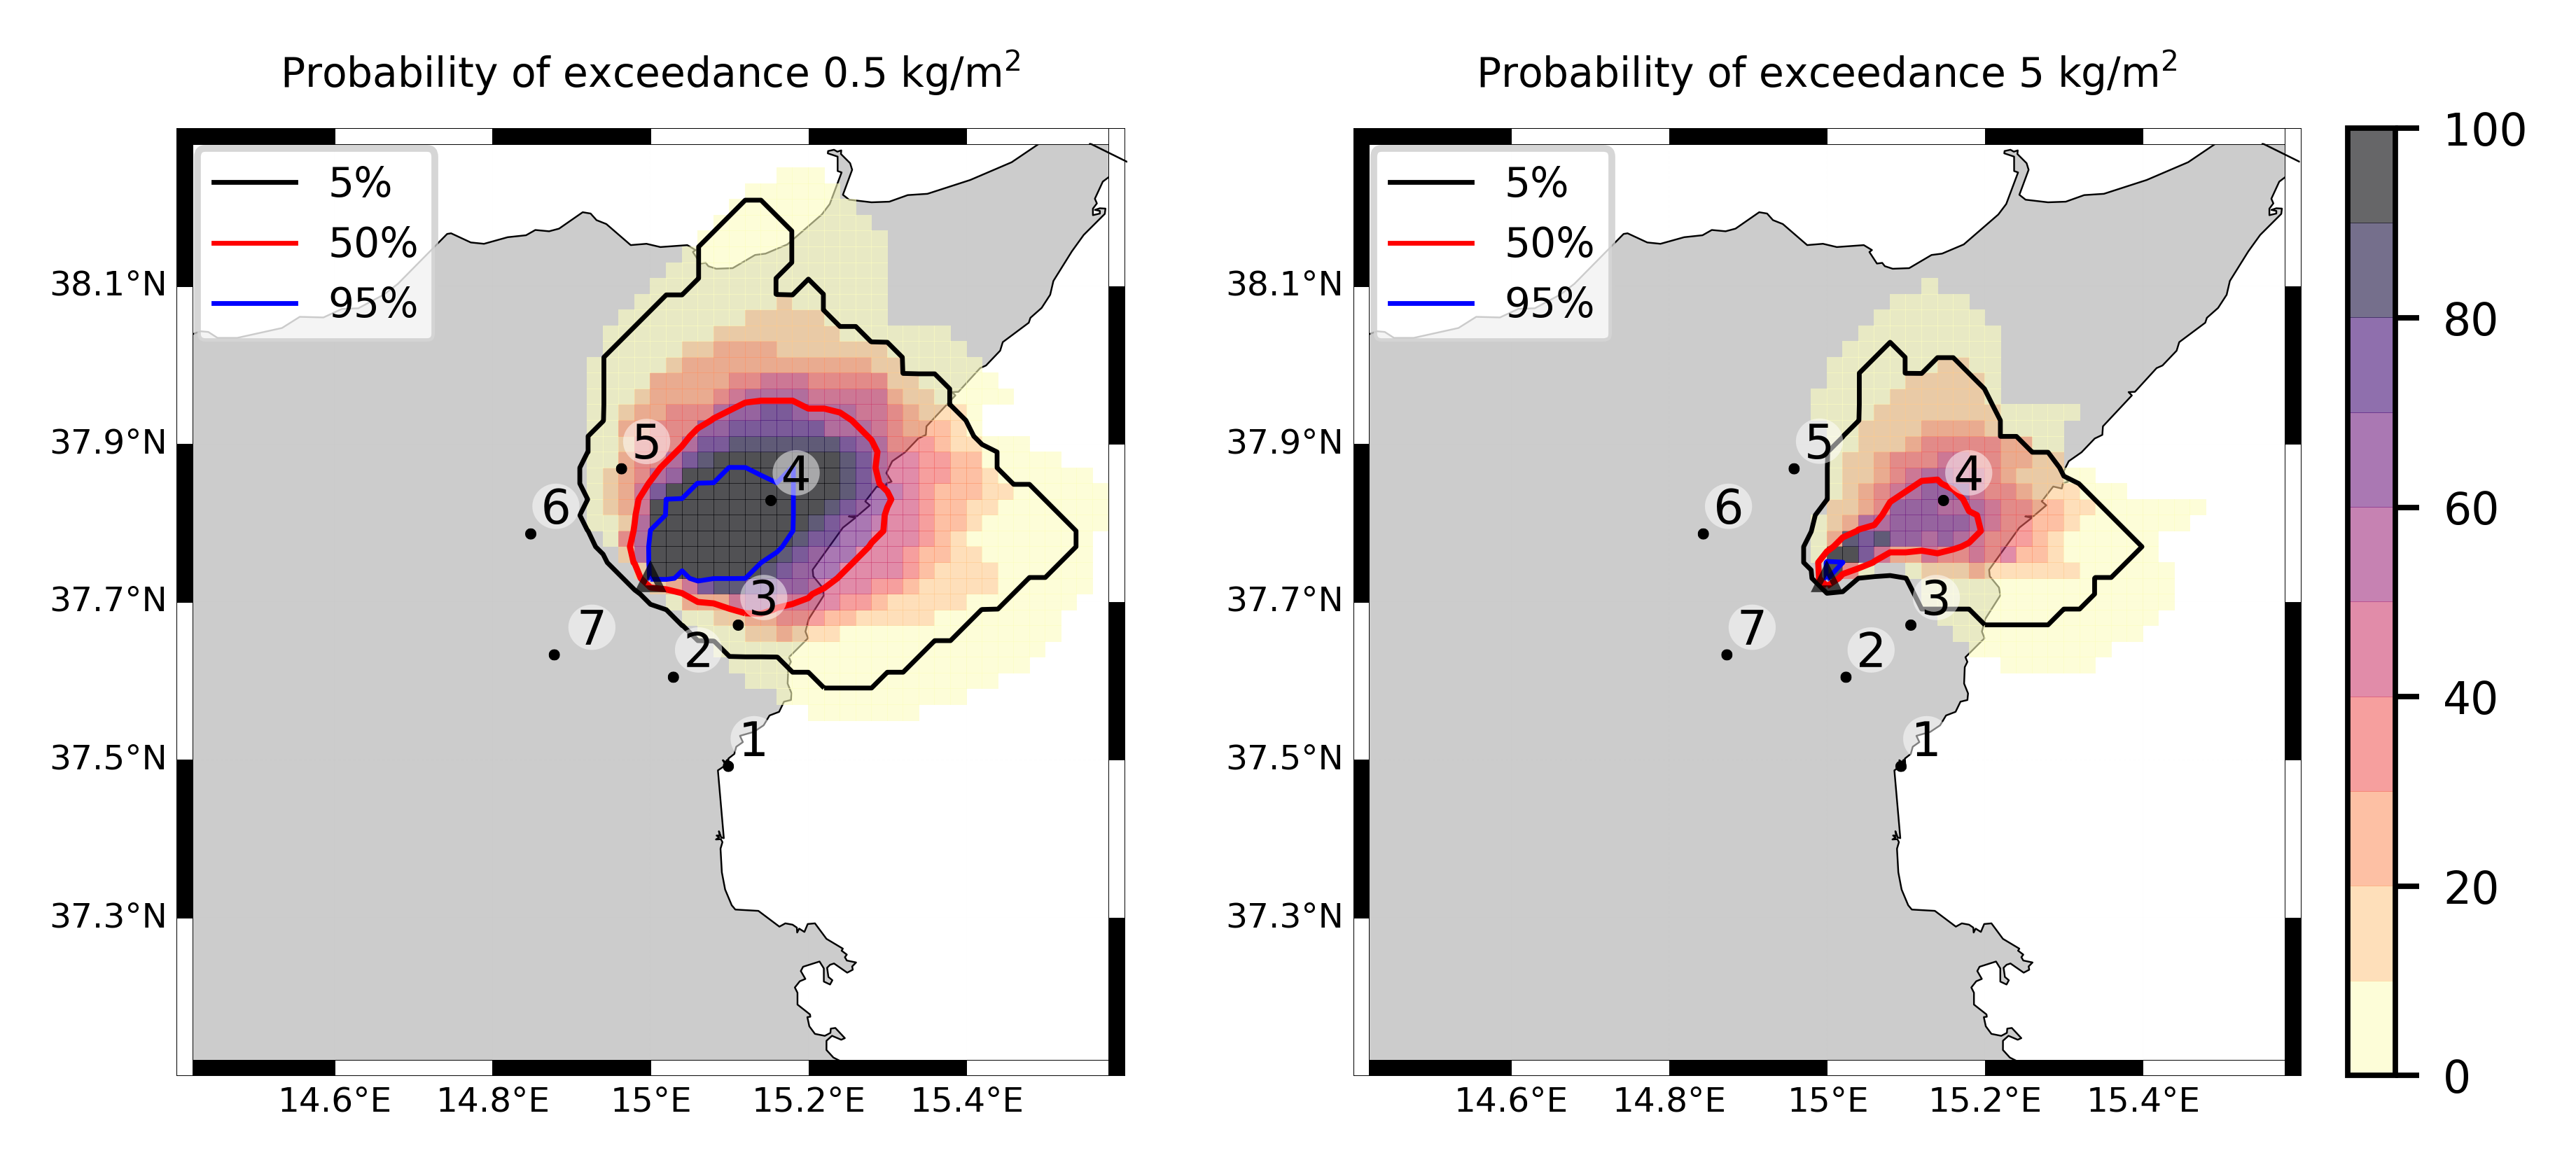 Probability of exceedance 0.5 kg/m²
5%
50%
95%
38.1°N
37.9°N
37.7°N
37.5°N
37.3°N
14.6°E 14.8°E 15°E 15.2°E 15.4°E
5
4
6
3
7
2
1
Probability of exceedance 5 kg/m²
5%
50%
95%
38.1°N
37.9°N
37.7°N
37.5°N
37.3°N
14.6°E 14.8°E 15°E 15.2°E 15.4°E
5
4
6
3
7
2
1
100
80
60
40
20
0